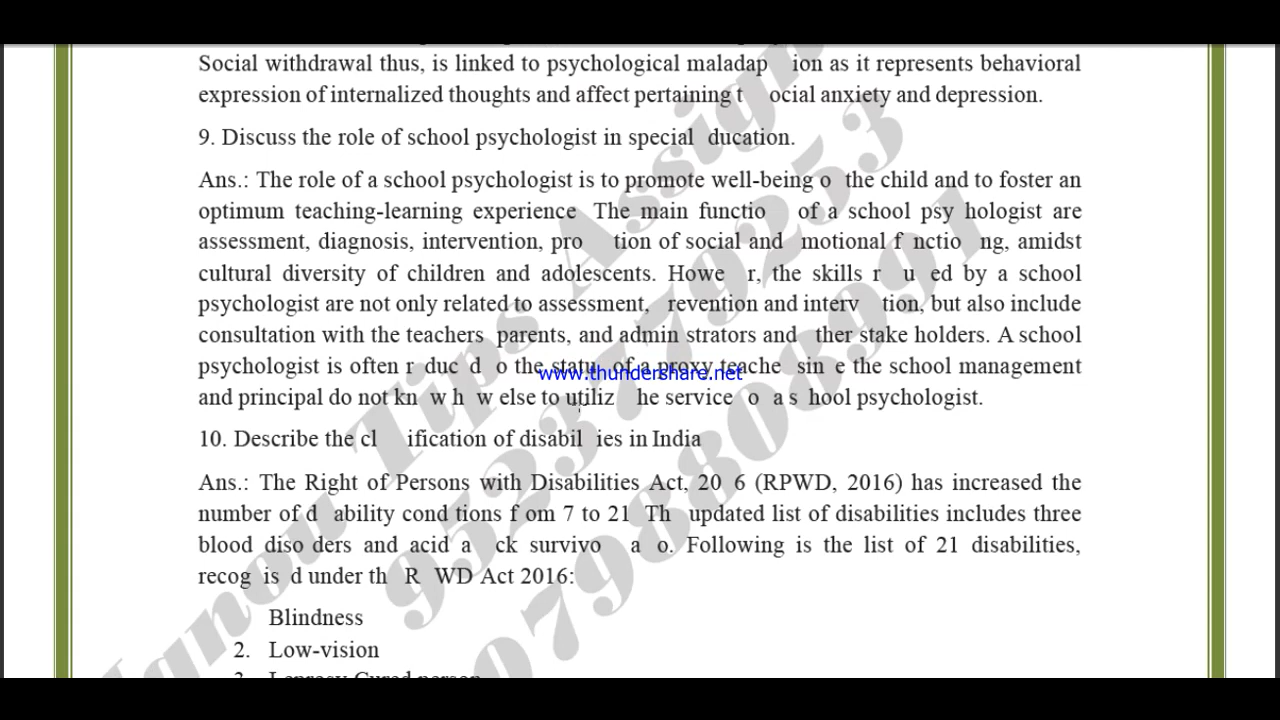 Social withdrawal thus, is linked to psychological maladap ion as it represents behavioral
expression of internalized thoughts and affect pertaining t ocial anxiety and depression.
9. Discuss the role of school psychologist in special ducation.
Ans.: The role of a school psychologist is to promote well-being o the child and to foster an
optimum teaching-learning experience The main functio of a school psy hologist are
assessment, diagnosis, intervention, pro tion of social and motional f nctio ng, amidst
cultural diversity of children and adolescents. Howe r, the skills r u ed by a school
psychologist are not only related to assessment, revention and interv tion, but also include
consultation with the teachers parents, and admin strators and ther stake holders. A school
psychologist is often r duc d o the statu of a proxy teache sin e the school management
www.thundershare.net
and principal do not kn w h w else to utiliz he service o a s hool psychologist.
10. Describe the cl ification of disabil ies in India
Ans.: The Right of Persons with Disabilities Act, 20 6 (RPWD, 2016) has increased the
number of d ability cond tions f om 7 to 21 Th updated list of disabilities includes three
blood diso ders and acid a ck survivo a o. Following is the list of 21 disabilities,
recog is d under th R WD Act 2016:
Blindness
2. Low-vision
3. Leprosy Cured person
Tips Assign